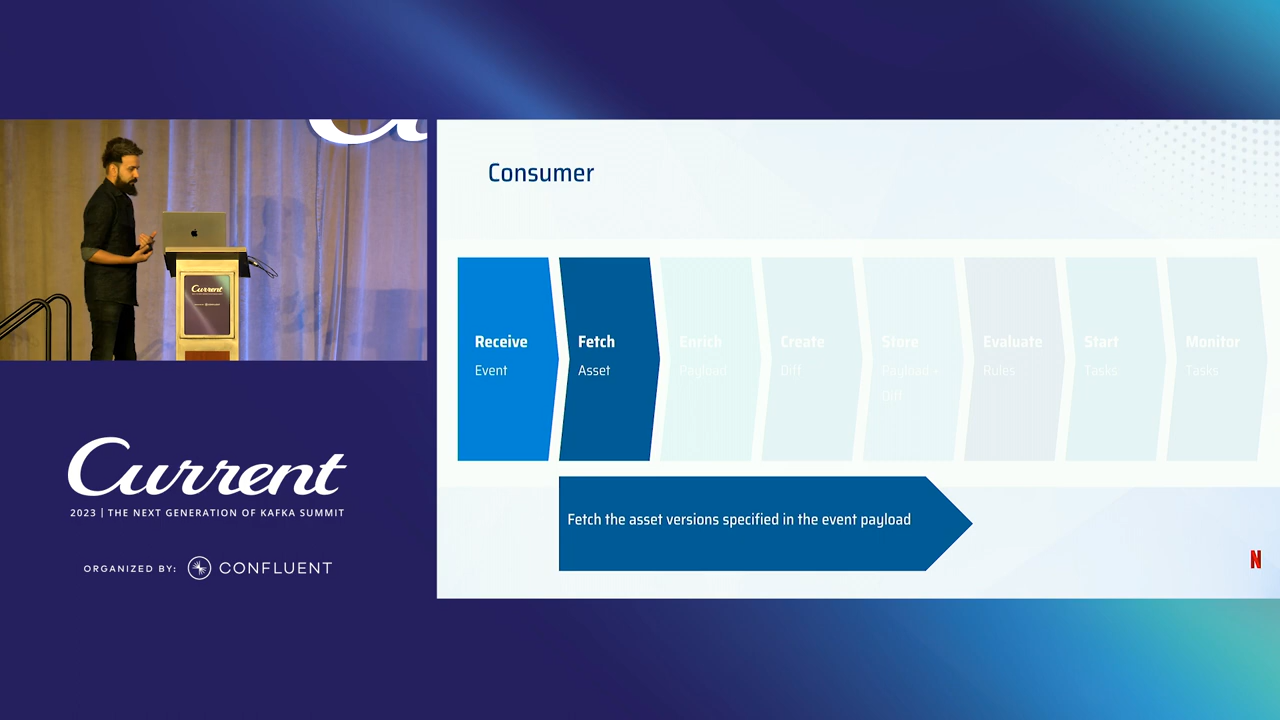 Consumer
Receive
Event
Fetch
Asset
Enrich
Payload
Create
Diff
Store
Payload +
Diff
Evaluate
Rules
Start
Tasks
Monitor
Tasks
Fetch the asset versions specified in the event payload
N
Current
Current
2023 | THE NEXT GENERATION OF KAFKA SUMMIT
ORGANIZED BY: CONFLUENT